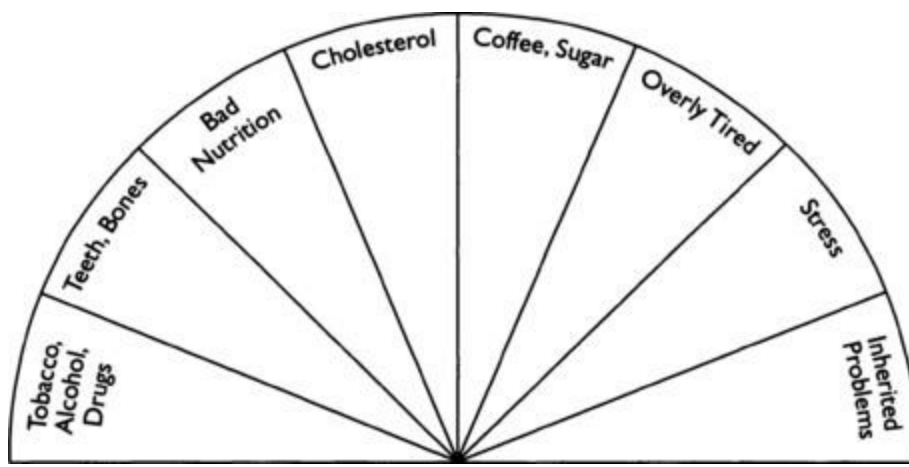 Tobacco,
Alcohol,
Drugs
Teeth, Bones
Bad
Nutrition
Cholesterol
Coffee, Sugar
Overly Tired
Stress
Inherited
Problems